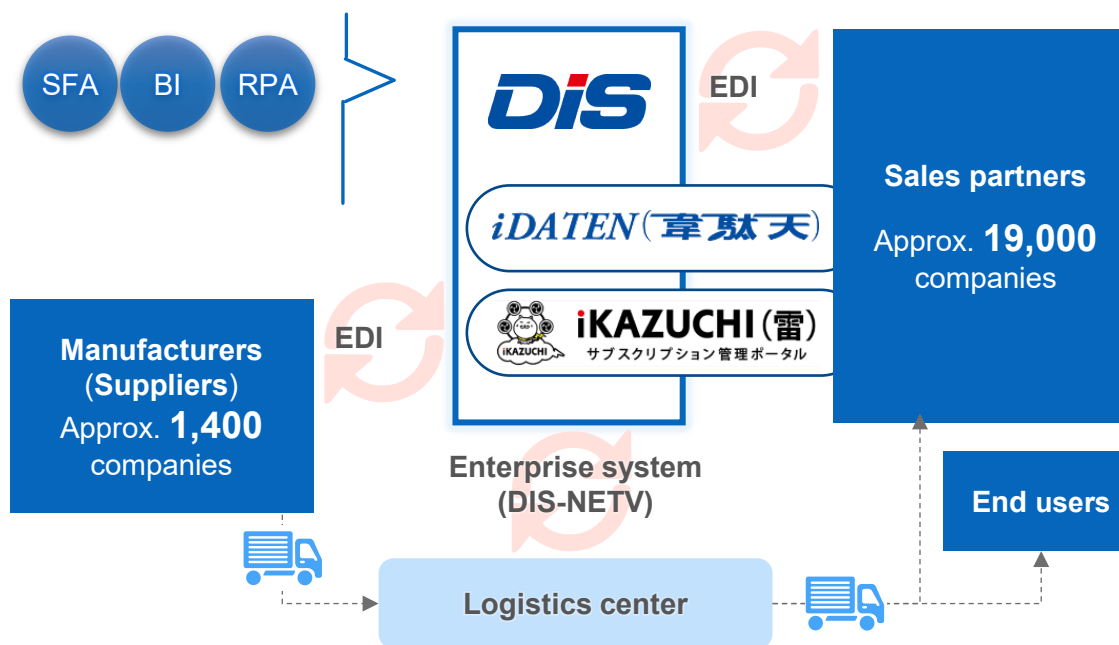 SFA
BI
RPA
DiS
EDI
iDATEN(韋駄天)
iKAZUCHI
iKAZUCHI(雷)
サブスクリプション管理ポータル
Sales partners
Approx. 19,000
companies
Manufacturers
(Suppliers)
Approx. 1,400
companies
EDI
Enterprise system
(DIS-NETV)
End users
Logistics center